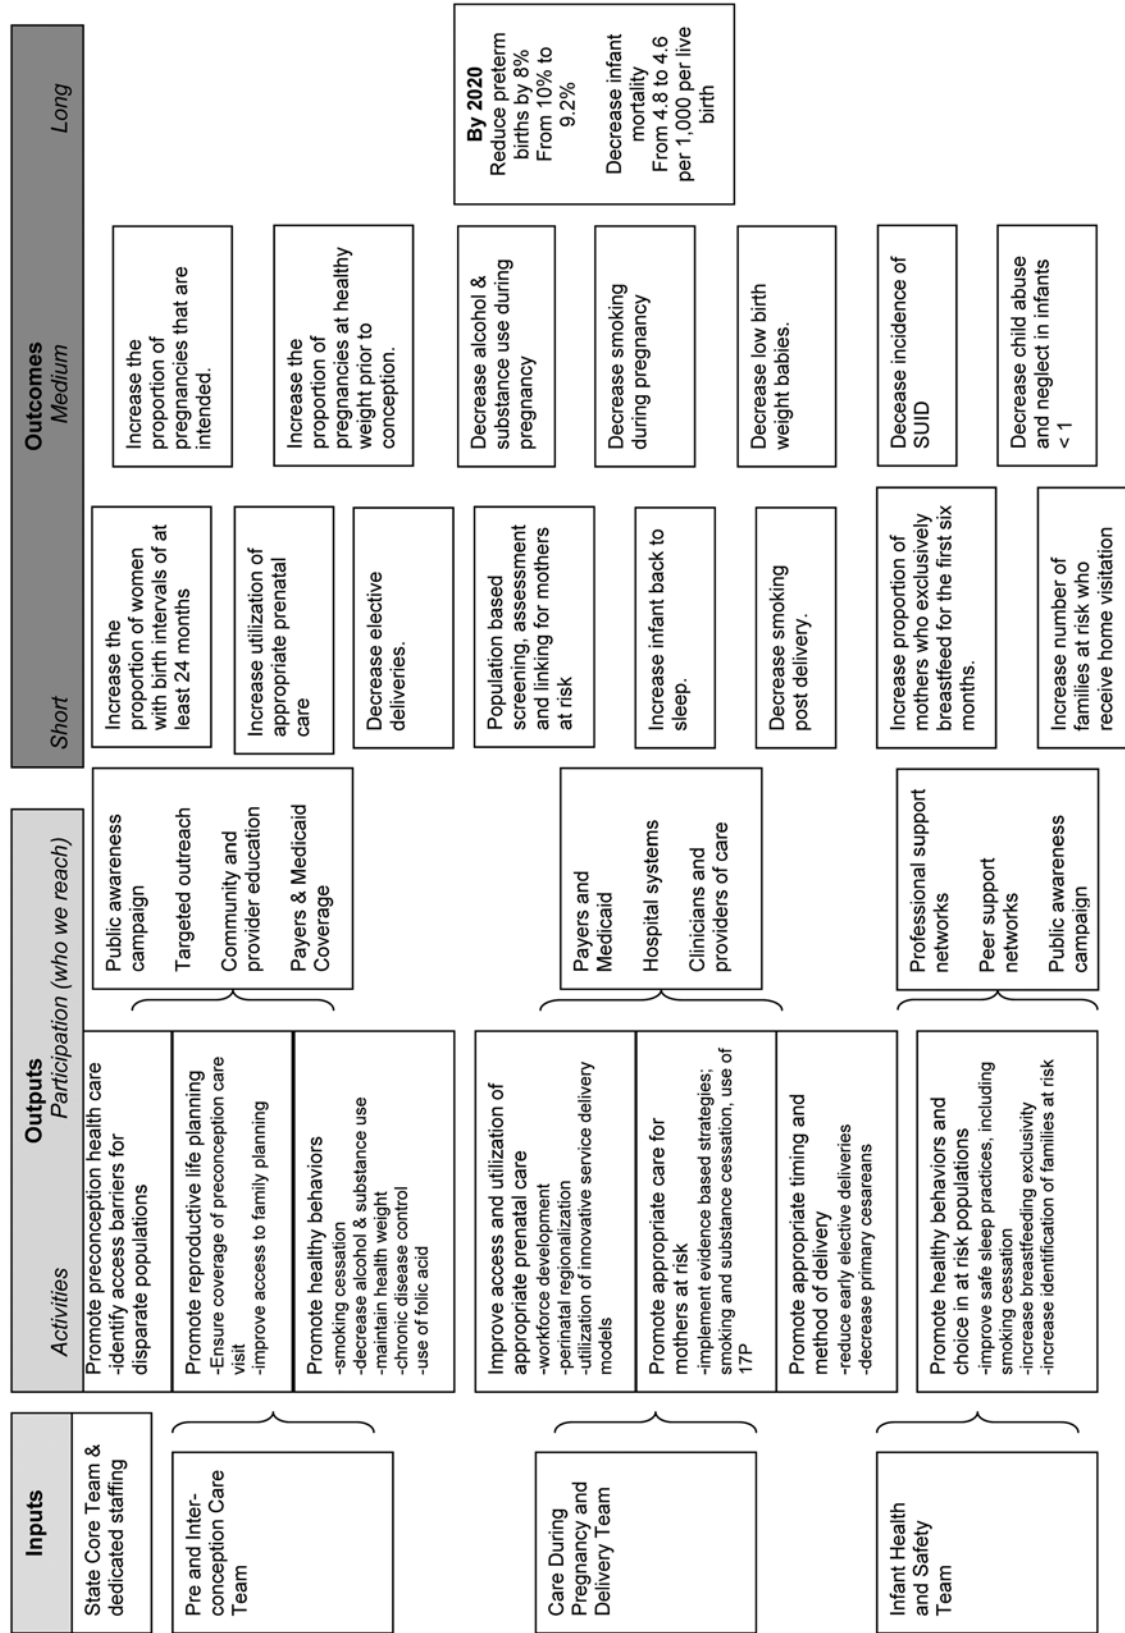 Inputs
State Core Team &
dedicated staffing
Pre and Inter-
conception Care
Team
Care During
Pregnancy and
Delivery Team
Infant Health
and Safety
Team
Outputs
Activities
Participation (who we reach)
Promote preconception health care
-identify access barriers for
disparate populations
Promote reproductive life planning
-Ensure coverage of preconception care
visit
-improve access to family planning
Promote healthy behaviors
-smoking cessation
-decrease alcohol & substance use
-maintain health weight
-chronic disease control
-use of folic acid
Improve access and utilization of
appropriate prenatal care
-workforce development
-perinatal regionalization
-utilization of innovative service delivery
models
Promote appropriate care for
mothers at risk
-implement evidence based strategies;
smoking and substance cessation, use of
17P
Promote appropriate timing and
method of delivery
-reduce early elective deliveries
-decrease primary cesareans
Promote healthy behaviors and
choice in at risk populations
-improve safe sleep practices, including
smoking cessation
-increase breastfeeding exclusivity
-increase identification of families at risk
Public awareness
campaign
Targeted outreach
Community and
provider education
Payers & Medicaid
Coverage
Payers and
Medicaid
Hospital systems
Clinicians and
providers of care
Professional support
networks
Peer support
networks
Public awareness
campaign
Outcomes
Short
Medium
Long
Increase the
proportion of women
with birth intervals of at
least 24 months
Increase utilization of
appropriate prenatal
care
Decrease elective
deliveries.
Population based
screening, assessment
and linking for mothers
at risk
Increase infant back to
sleep.
Decrease smoking
post delivery.
Increase proportion of
mothers who exclusively
breastfeed for the first six
months.
Increase number of
families at risk who
receive home visitation
Increase the
proportion of
pregnancies that are
intended.
Increase the
proportion of
pregnancies at healthy
weight prior to
conception.
Decrease alcohol &
substance use during
pregnancy
Decrease smoking
during pregnancy
Decrease low birth
weight babies.
Decease incidence of
SUID
Decrease child abuse
and neglect in infants
< 1
By 2020
Reduce preterm
births by 8%
From 10% to
9.2%
Decrease infant
mortality
From 4.8 to 4.6
per 1,000 per live
birth